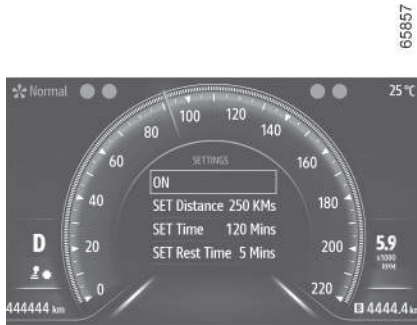 65857
Normal
25 °C
0
20
40
60
80
100
120
140
160
180
200
220
SETTINGS
ON
SET Distance 250 KMs
SET Time 120 Mins
SET Rest Time 5 Mins
D
5.9
x1000
RPM
444444 km
B 4444.4